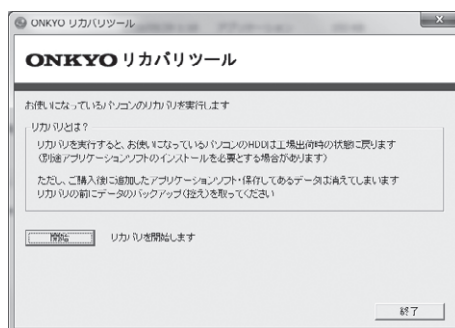 ONKYO リカバリツール
ONKYO リカバリツール
お使いになっているパソコンのリカバリを実行します
リカバリとは？
リカバリを実行すると、お使いになっているパソコンのHDDは工場出荷時の状態に戻ります
(別途アプリケーションソフトのインストールを必要とする場合があります)
ただし、ご購入後に追加したアプリケーションソフト・保存してあるデータは消えてしまいます
リカバリの前にデータのバックアップ(控え)を取ってください
開始 リカバリを開始します
終了